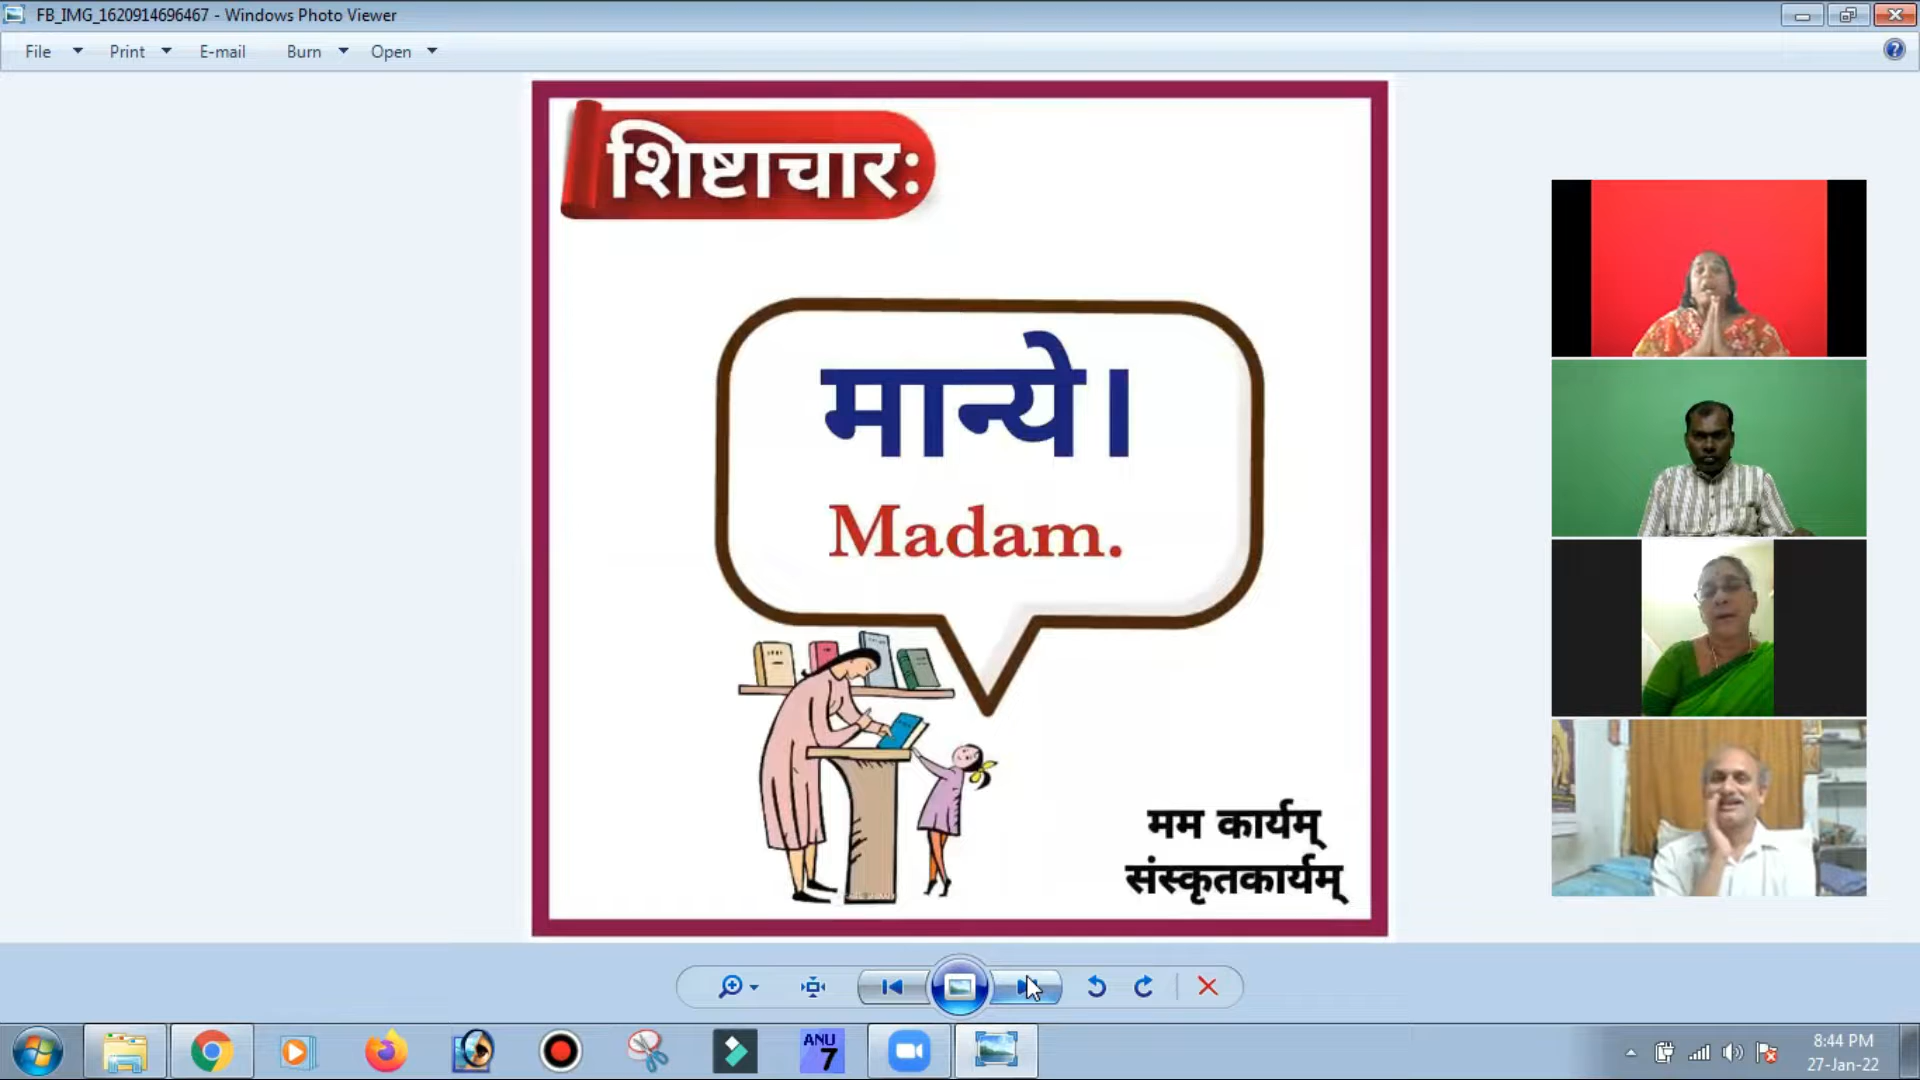 FB_IMG_1620914696467 - Windows Photo Viewer
File Print E-mail Burn Open
शिष्टाचारः
मान्ये।
Madam.
मम कार्यम्
संस्कृतकार्यम्
ANU
7
8:44 PM
27-Jan-22